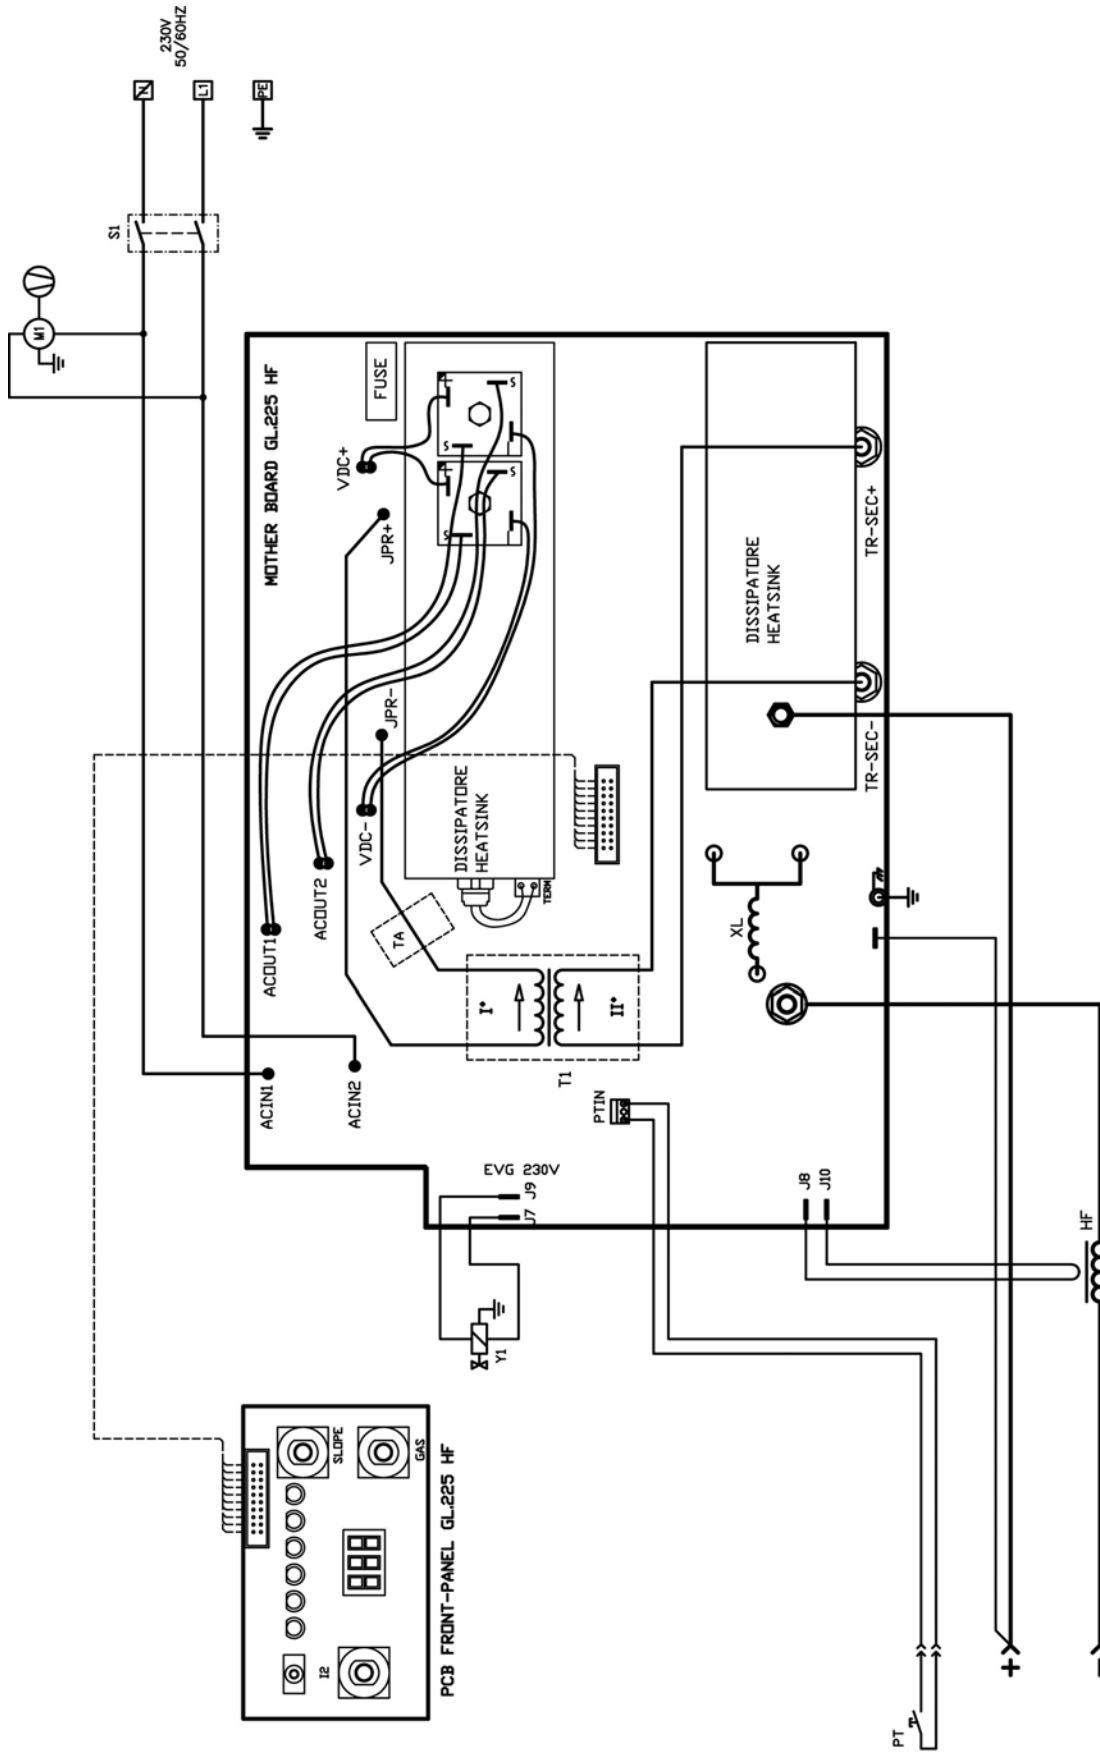 230V
50/60HZ
N
L1
PE
S1
M1
MOTHER BOARD GL.225 HF
FUSE
VDC+
JPR+
S
S
S
S
+
-
+
-
JPR-
VDC-
ACOUT1
ACOUT2
ACIN1
ACIN2
DISSIPATORE
HEATSINK
TERM
TA
I°
II°
T1
DISSIPATORE
HEATSINK
TR-SEC+
TR-SEC-
XL
PTIN
EVG 230V
J9
J7
Y1
J8
J10
HF
SLOPE
GAS
I2
PCB FRONT-PANEL GL.225 HF
PT
+
-